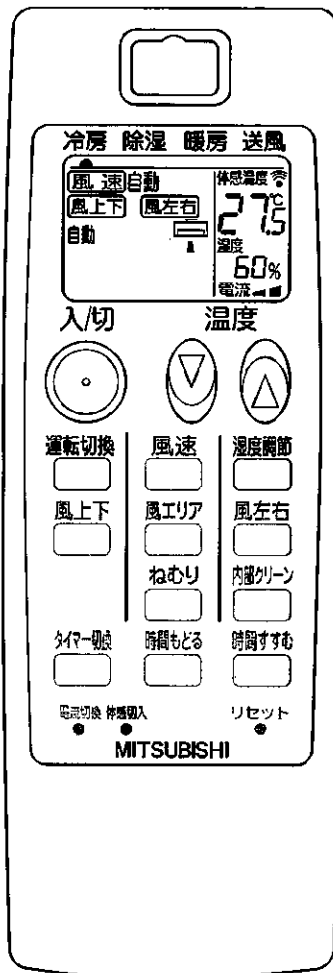 冷房 除湿 暖房 送風
風速 自動 体感温度
風上下 風左右 27.5℃
自動 湿度
60%
電流
入/切 温度
運転切換 風速 湿度調節
風上下 風エリア 風左右
ねむり 内部クリーン
タイマー切換 時間もどる 時間すすむ
電流切換 体感切入 リセット
MITSUBISHI